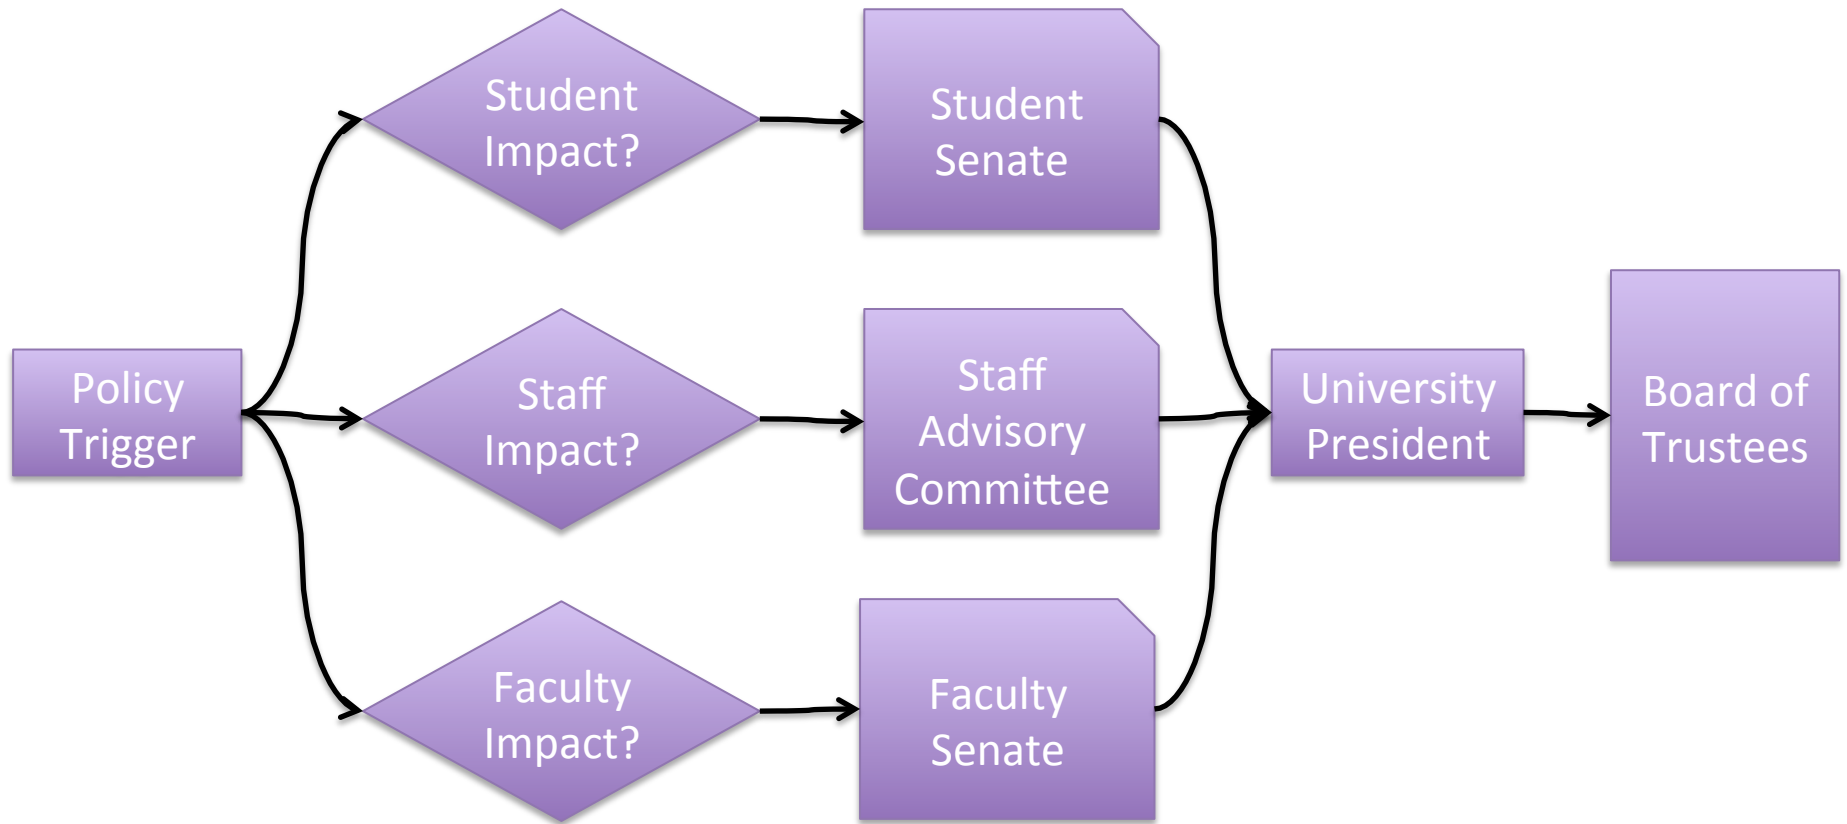 Policy
Trigger
Student
Impact?
Student
Senate
Staff
Impact?
Staff
Advisory
Committee
Faculty
Impact?
Faculty
Senate
University
President
Board of
Trustees